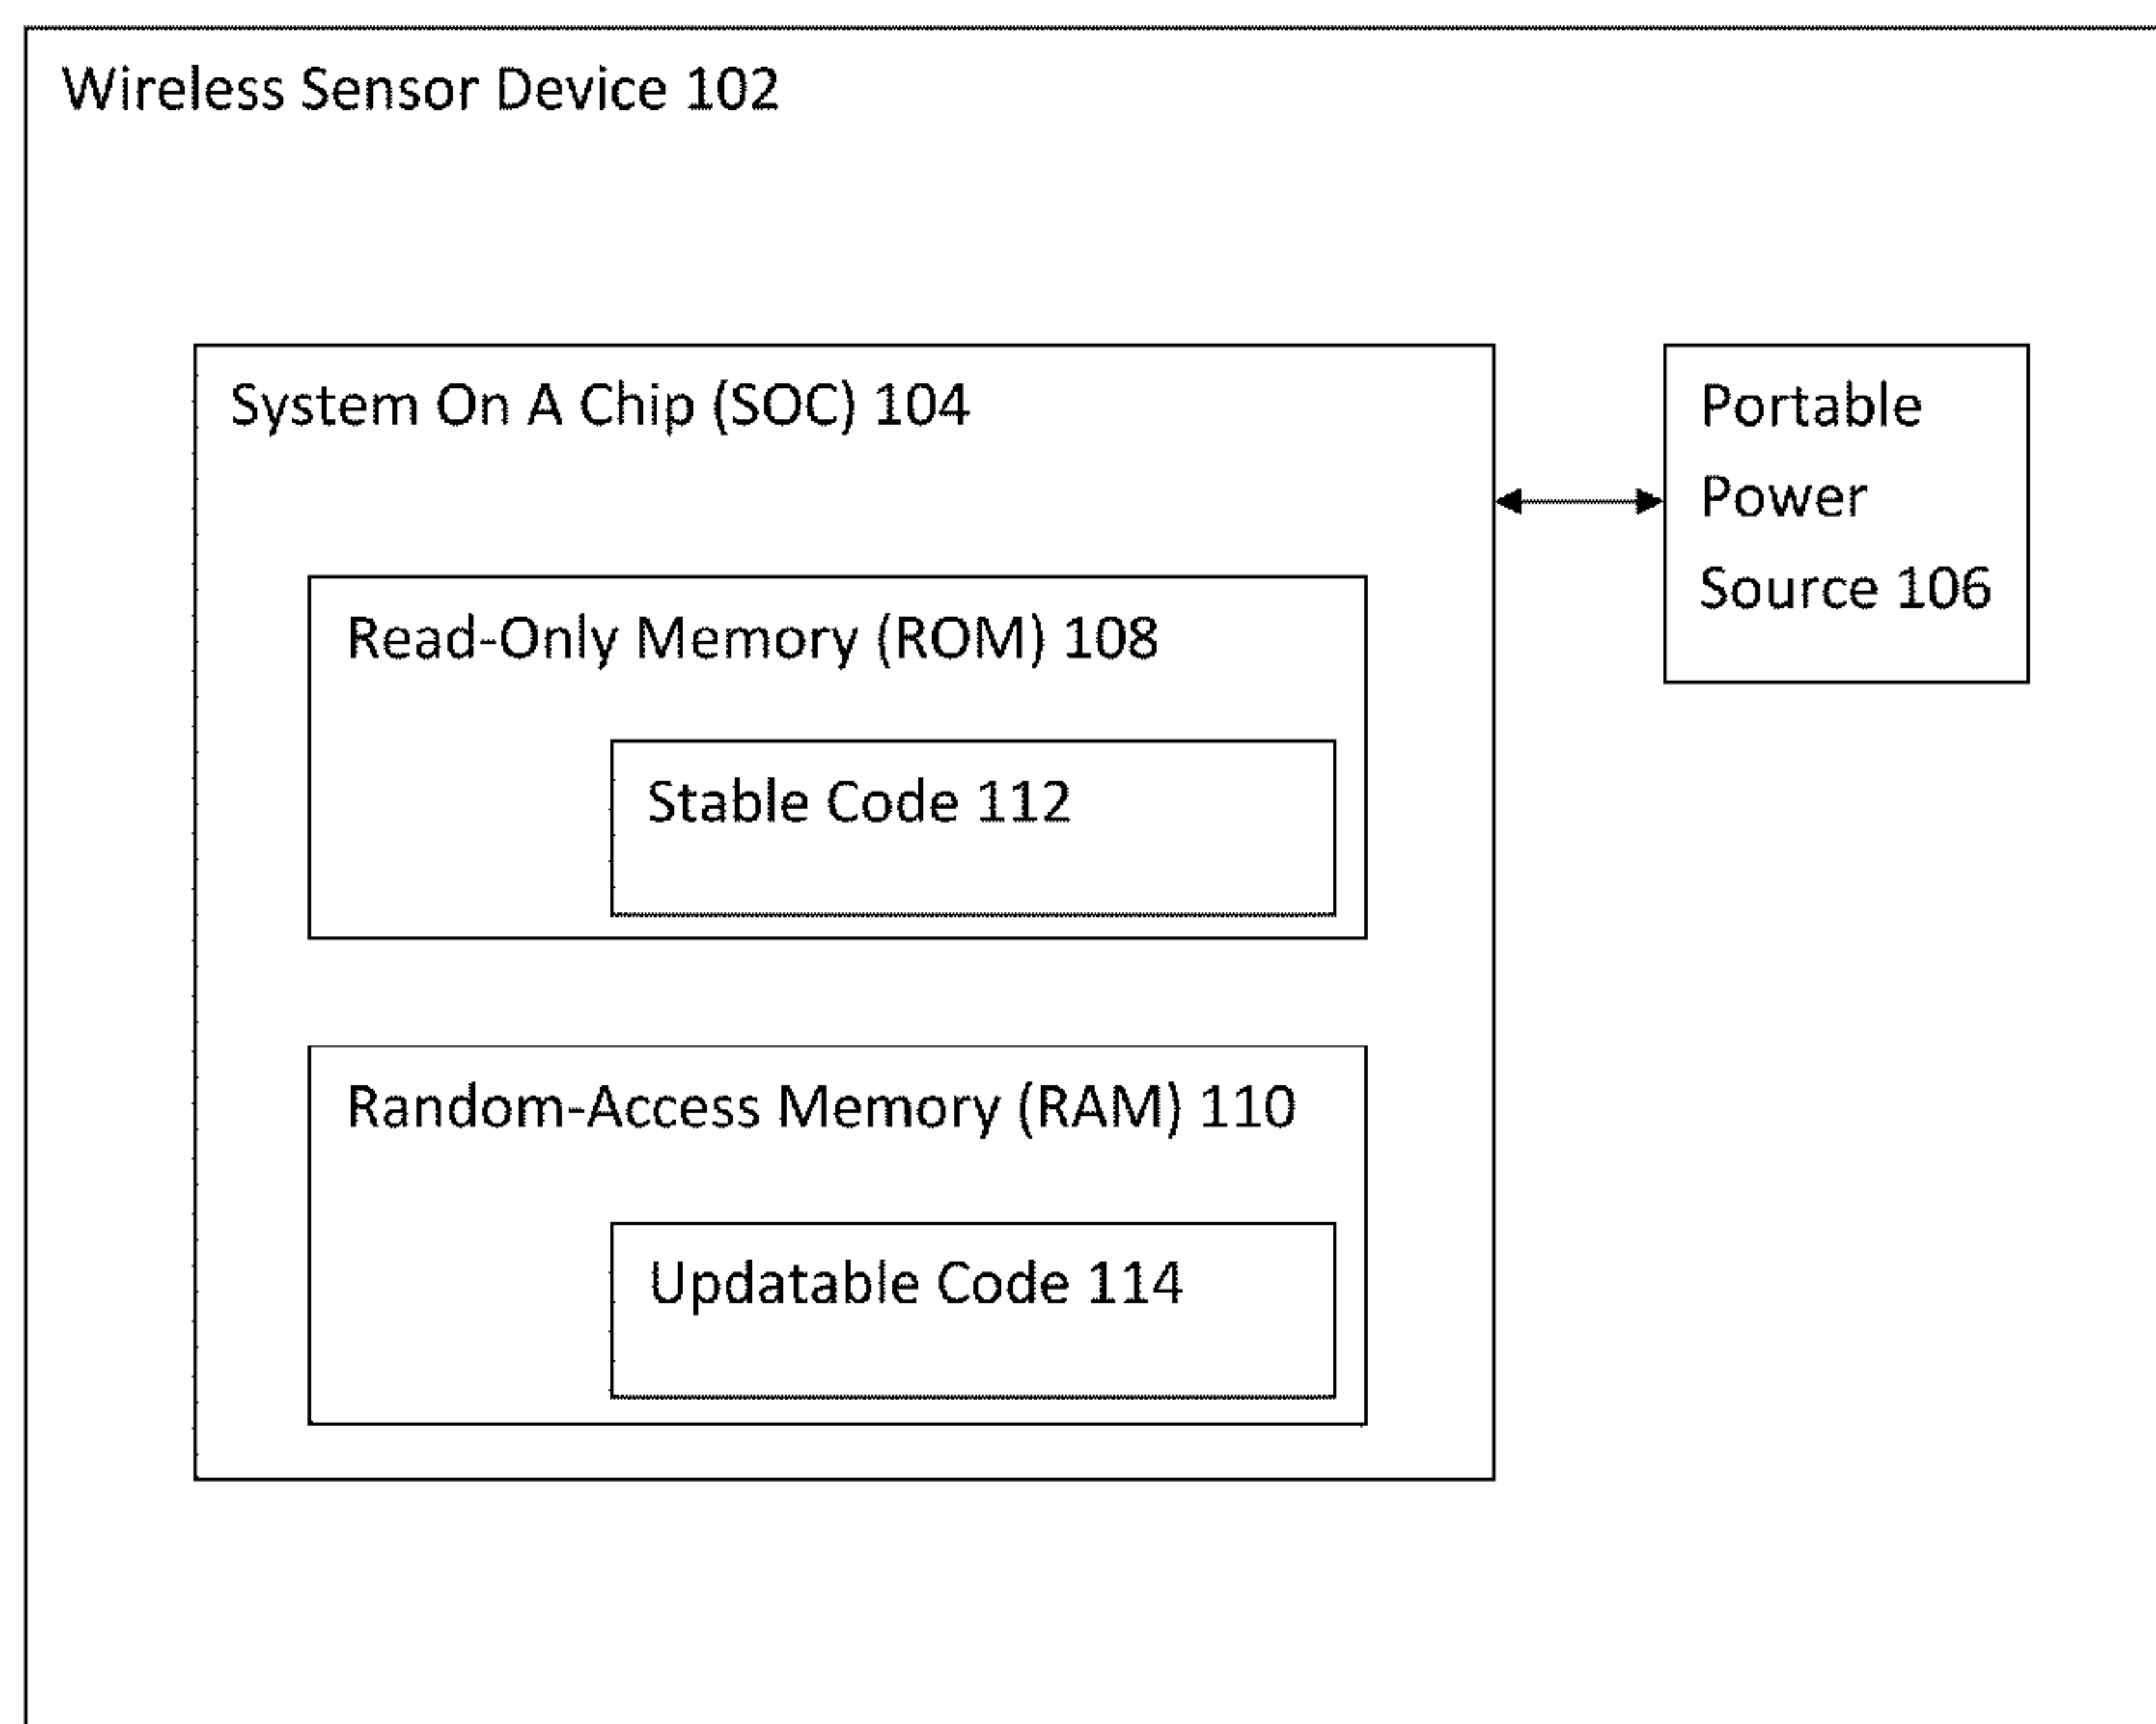 Wireless Sensor Device 102
System On A Chip (SOC) 104
Portable
Power
Source 106
Read-Only Memory (ROM) 108
Stable Code 112
Random-Access Memory (RAM) 110
Updatable Code 114